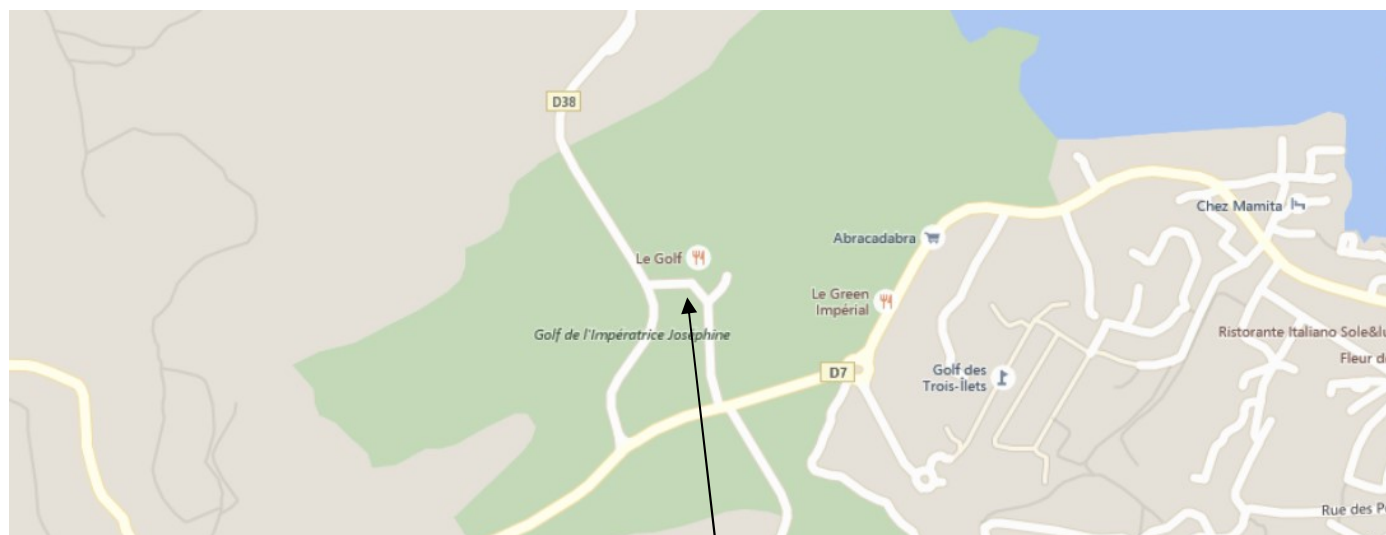 D38
Chez Mamita
Abracadabra
Le Golf
Le Green
Impérial
Golf de l'Impératrice Joséphine
Ristorante Italiano Sole&lu
Fleur d
D7
Golf des
Trois-Îlets
Rue des P